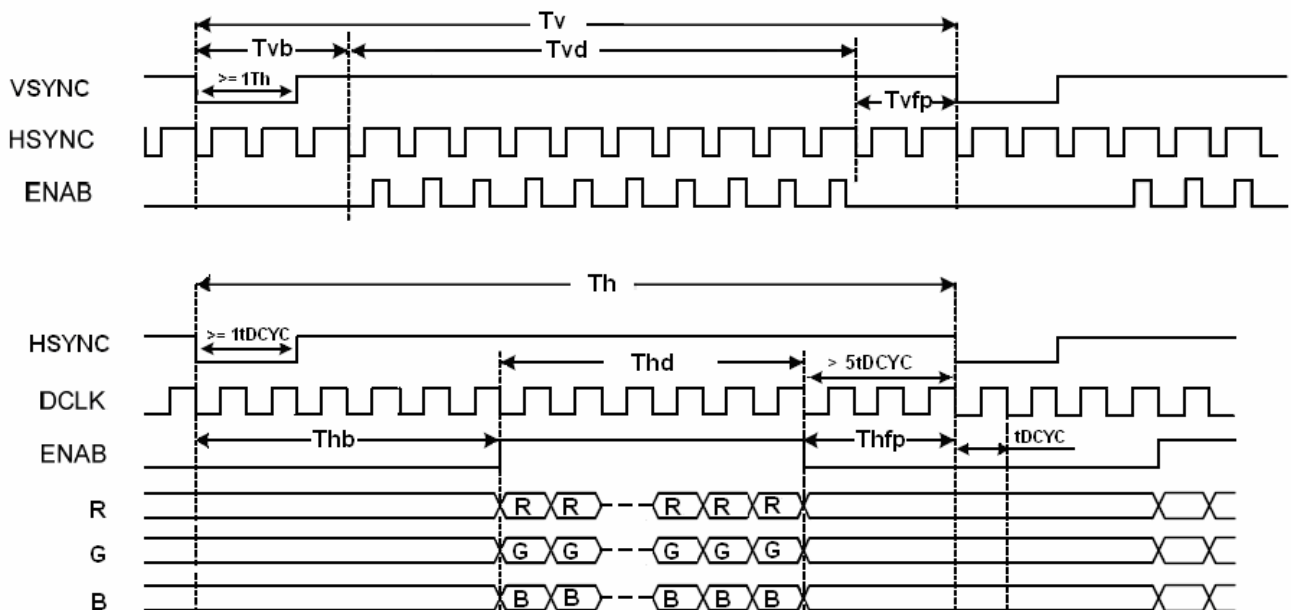 Tv
Tvb Tvd
VSYNC >= 1Th Tvfp
HSYNC
ENAB
Th
HSYNC >= 1tDCYC Thd > 5tDCYC
DCLK
ENAB Thb Thfp tDCYC
R R R R R R
G G G G G G
B B B B B B